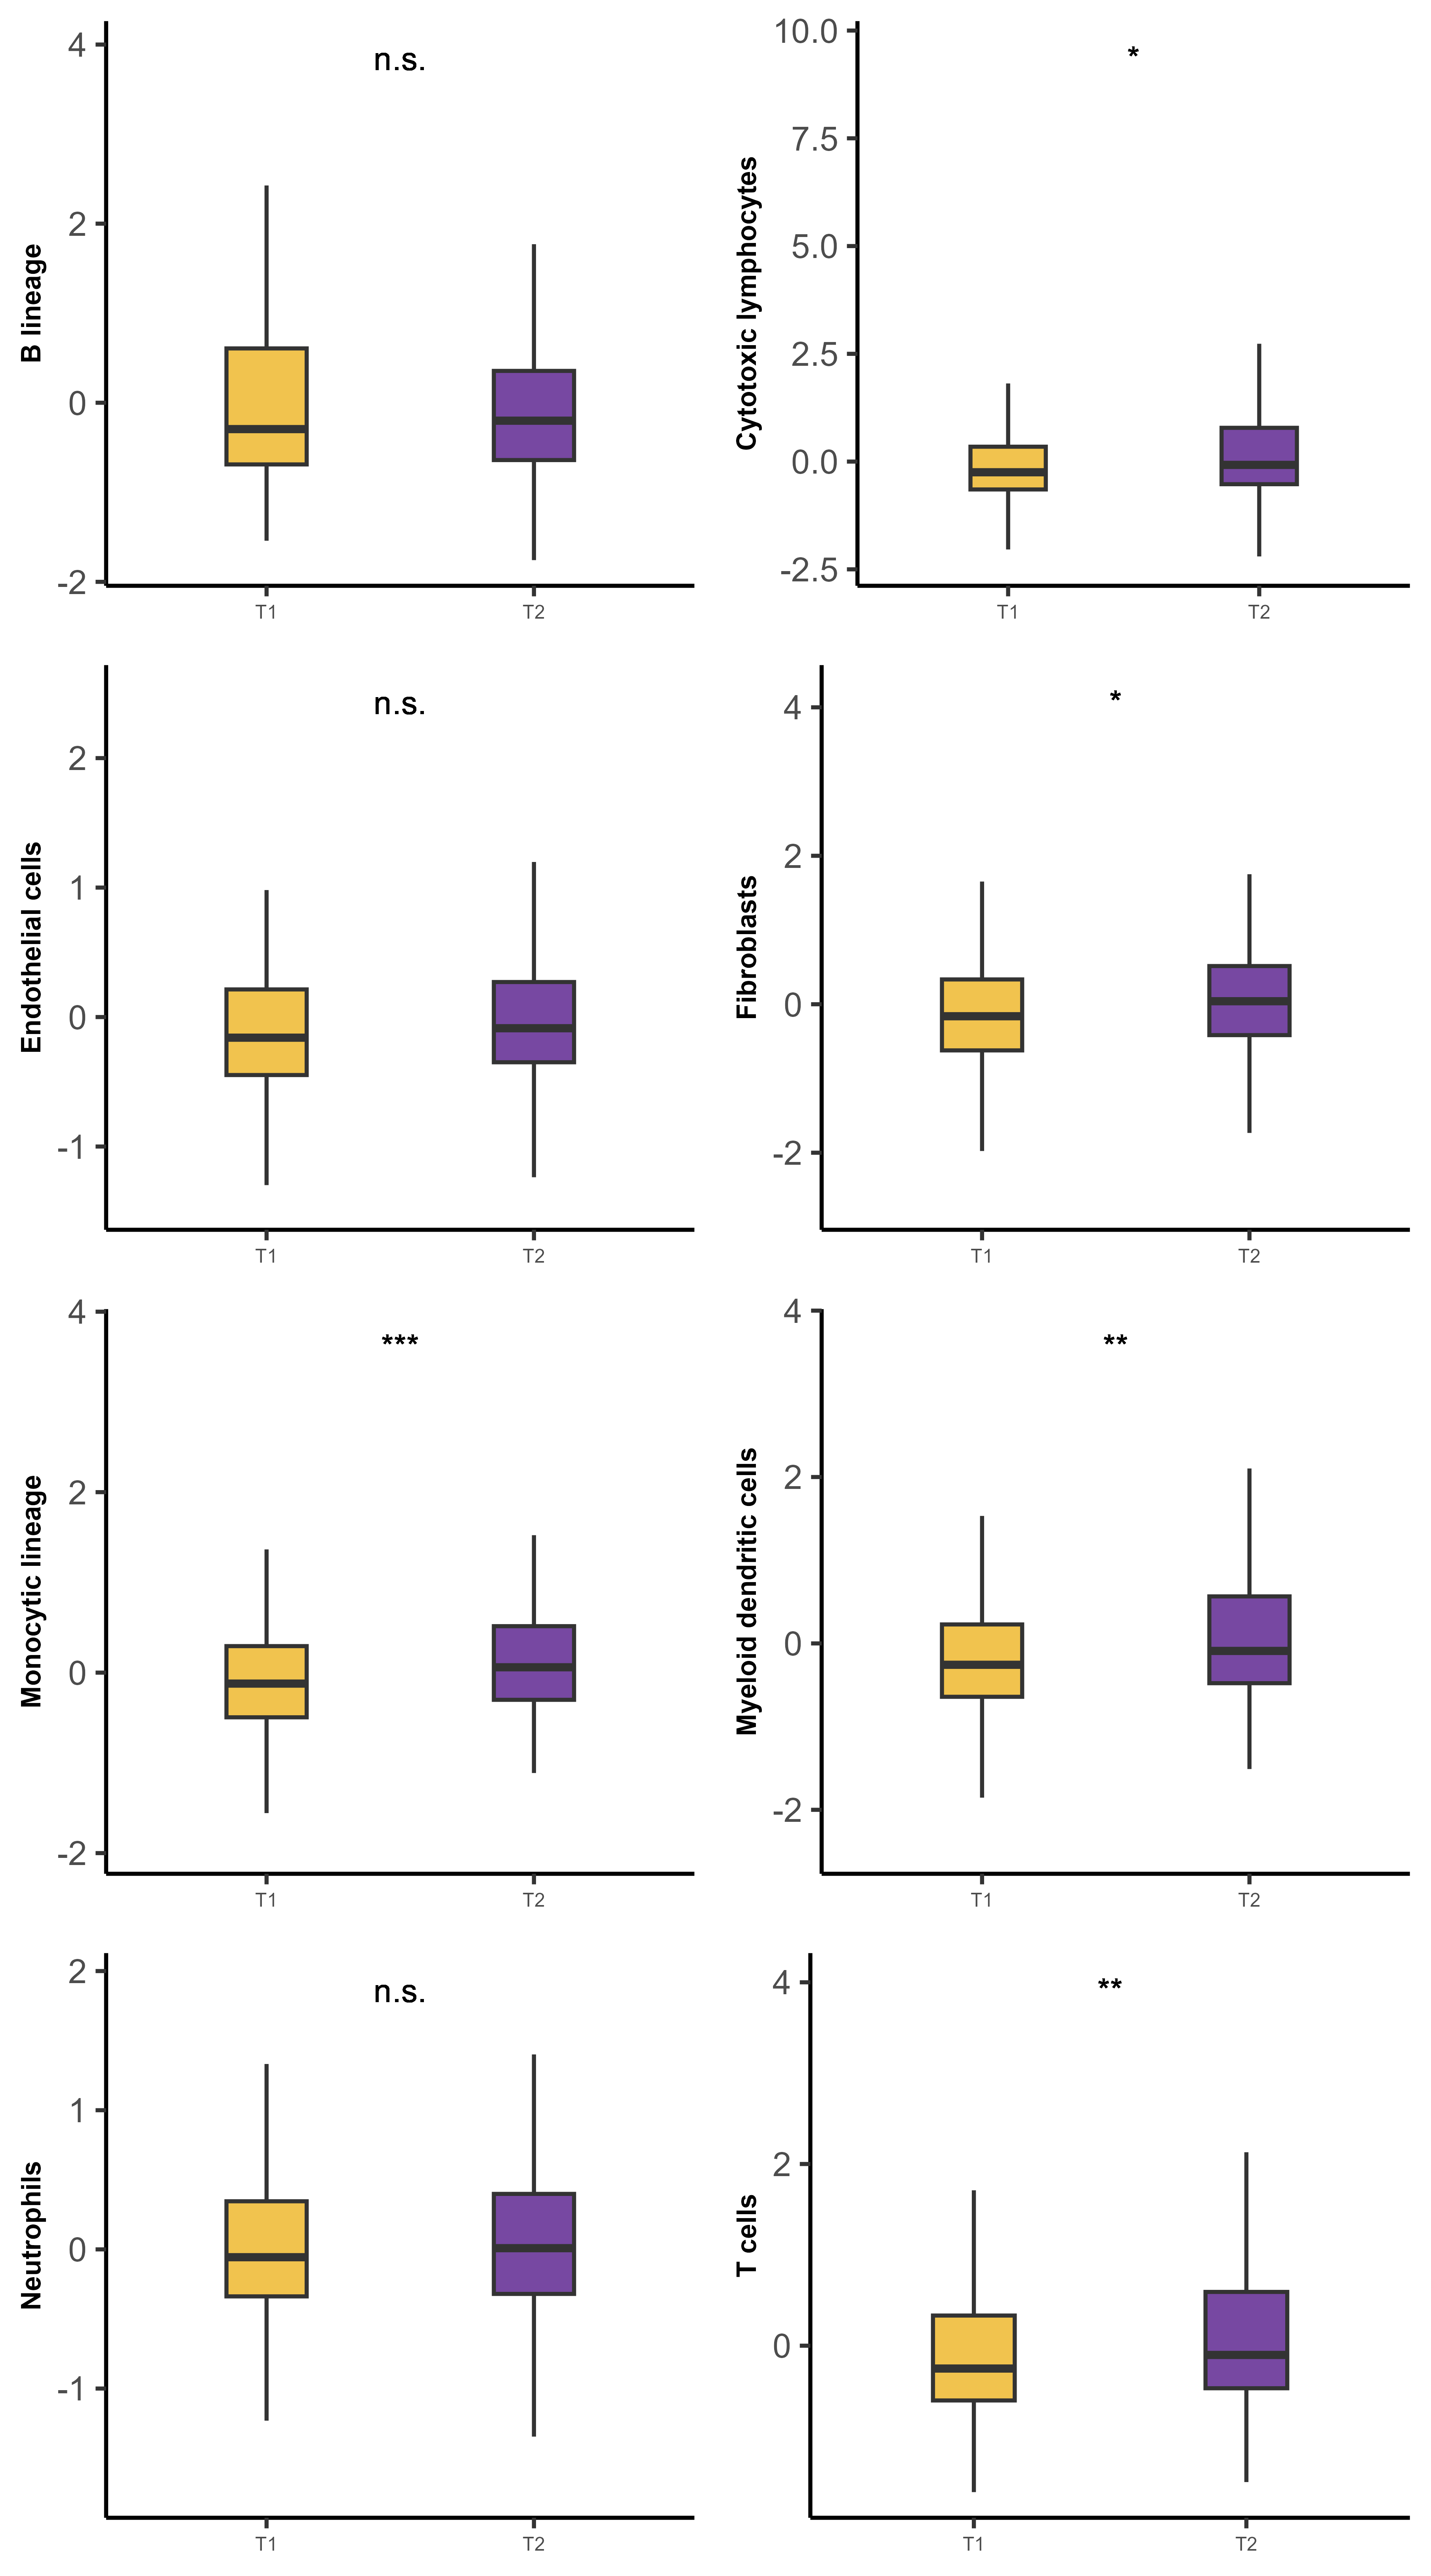 B lineage
4
2
0
-2
n.s.
T1
T2
Cytotoxic lymphocytes
10.0
7.5
5.0
2.5
0.0
-2.5
*
T1
T2
Endothelial cells
2
1
0
-1
n.s.
T1
T2
Fibroblasts
4
2
0
-2
*
T1
T2
Monocytic lineage
4
2
0
-2
***
T1
T2
Myeloid dendritic cells
4
2
0
-2
**
T1
T2
Neutrophils
2
1
0
-1
n.s.
T1
T2
T cells
4
2
0
**
T1
T2